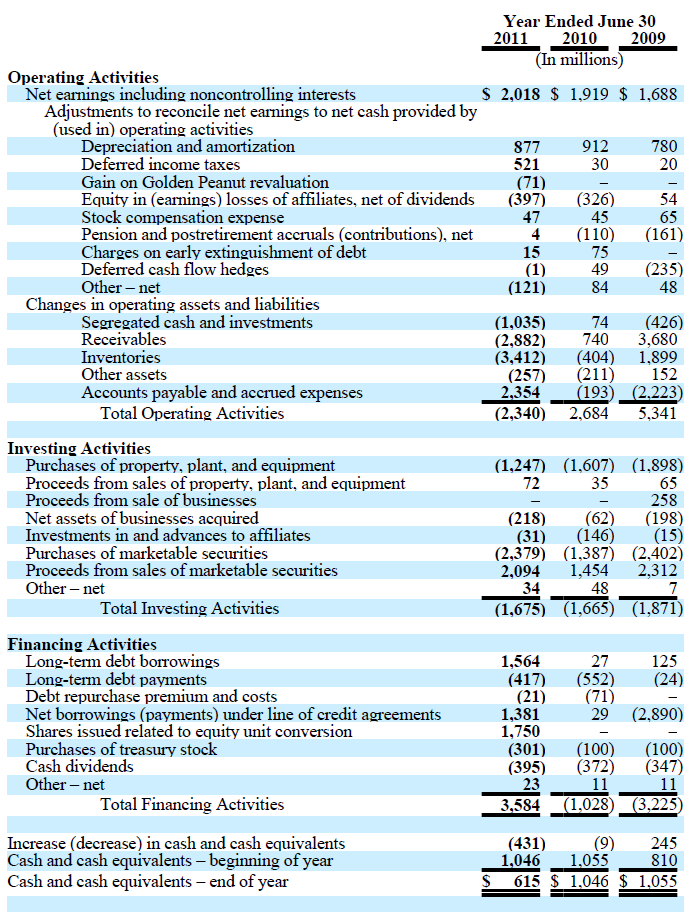 Year Ended June 30
2011 2010 2009
(In millions)
Operating Activities
Net earnings including noncontrolling interests $ 2,018 $ 1,919 $ 1,688
Adjustments to reconcile net earnings to net cash provided by
(used in) operating activities
Depreciation and amortization 877 912 780
Deferred income taxes 521 30 20
Gain on Golden Peanut revaluation (71) – –
Equity in (earnings) losses of affiliates, net of dividends (397) (326) 54
Stock compensation expense 47 45 65
Pension and postretirement accruals (contributions), net 4 (110) (161)
Charges on early extinguishment of debt 15 75 –
Deferred cash flow hedges (1) 49 (235)
Other – net (121) 84 48
Changes in operating assets and liabilities
Segregated cash and investments (1,035) 74 (426)
Receivables (2,882) 740 3,680
Inventories (3,412) (404) 1,899
Other assets (257) (211) 152
Accounts payable and accrued expenses 2,354 (193) (2,223)
Total Operating Activities (2,340) 2,684 5,341
Investing Activities
Purchases of property, plant, and equipment (1,247) (1,607) (1,898)
Proceeds from sales of property, plant, and equipment 72 35 65
Proceeds from sale of businesses – – 258
Net assets of businesses acquired (218) (62) (198)
Investments in and advances to affiliates (31) (146) (15)
Purchases of marketable securities (2,379) (1,387) (2,402)
Proceeds from sales of marketable securities 2,094 1,454 2,312
Other – net 34 48 7
Total Investing Activities (1,675) (1,665) (1,871)
Financing Activities
Long-term debt borrowings 1,564 27 125
Long-term debt payments (417) (552) (24)
Debt repurchase premium and costs (21) (71) –
Net borrowings (payments) under line of credit agreements 1,381 29 (2,890)
Shares issued related to equity unit conversion 1,750 – –
Purchases of treasury stock (301) (100) (100)
Cash dividends (395) (372) (347)
Other – net 23 11 11
Total Financing Activities 3,584 (1,028) (3,225)
Increase (decrease) in cash and cash equivalents (431) (9) 245
Cash and cash equivalents – beginning of year 1,046 1,055 810
Cash and cash equivalents – end of year $ 615 $ 1,046 $ 1,055